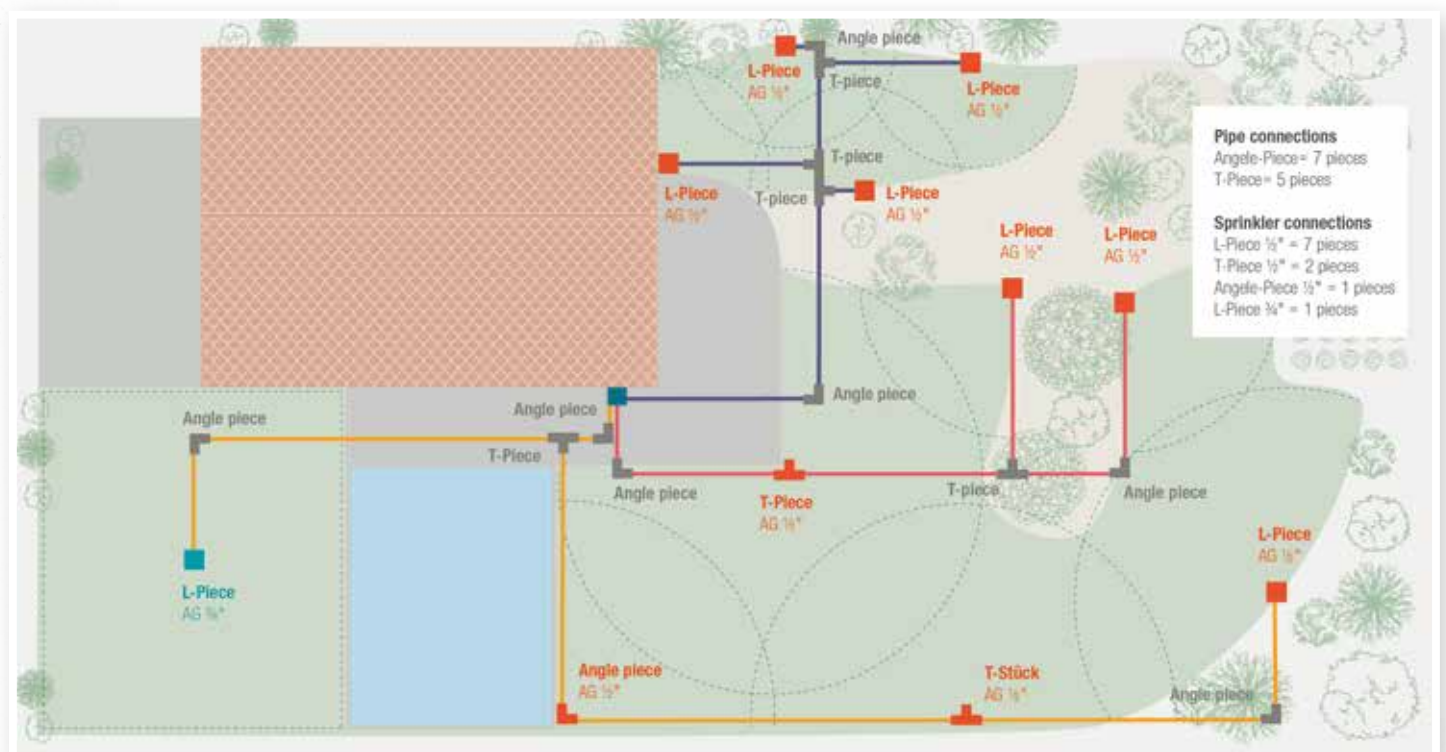 Angle piece
L-Piece
AG ½"
T-piece
L-Piece
AG ½"
Pipe connections
Angele-Piece= 7 pieces
T-Piece= 5 pieces
Sprinkler connections
L-Piece ½" = 7 pieces
T-Piece ½" = 2 pieces
Angele-Piece ½" = 1 pieces
L-Piece ¾" = 1 pieces
T-piece
T-piece
L-Piece
AG ½"
L-Piece
AG ½"
L-Piece
AG ½"
L-Piece
AG ½"
Angle piece
Angle piece
Angle piece
T-Piece
Angle piece
T-Piece
AG ½"
T-piece
Angle piece
L-Piece
AG ½"
L-Piece
AG ¾"
Angle piece
AG ½"
T-Stück
AG ½"
Angle piece